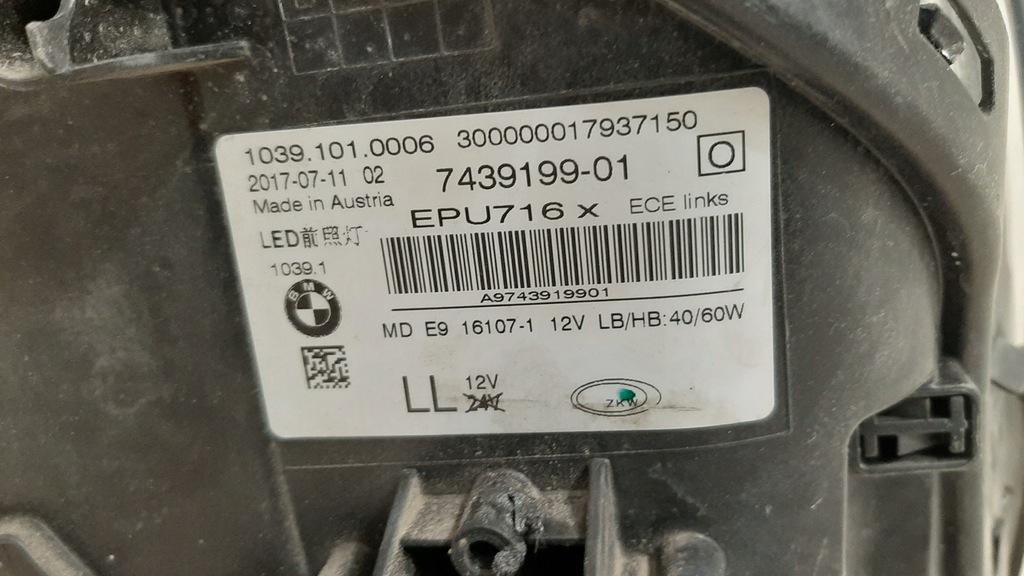 1039.101.0006 300000017937150
2017-07-11 02 7439199-01 O
Made in Austria EPU716 x ECE links
LED前照灯
1039.1
BMW
A9743919901
MD E9 16107-1 12V LB/HB:40/60W
LL 12V
24V
ZKW